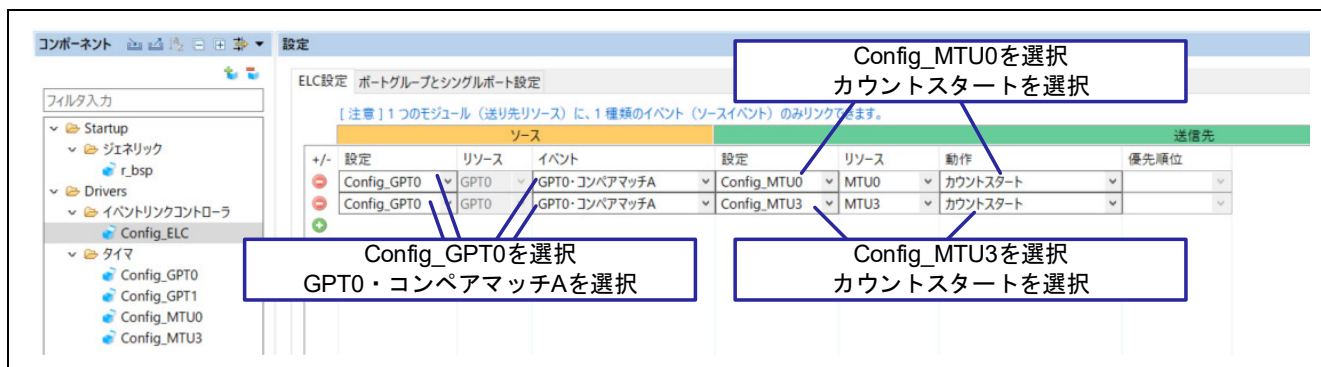 コンポーネント
設定
フィルタ入力
Startup
ジェネリック
r_bsp
Drivers
イベントリンクコントローラ
Config_ELC
タイマ
Config_GPT0
Config_GPT1
Config_MTU0
Config_MTU3
ELC設定 ポートグループとシングルポート設定
[ 注意 ] 1 つのモジュール（送り先リソース）に、1 種類のイベント（ソースイベント）のみリンクできます。
ソース 送信先
+/- 設定 リソース イベント 設定 リソース 動作 優先順位
Config_GPT0 GPT0 GPT0・コンペアマッチA Config_MTU0 MTU0 カウントスタート
Config_GPT0 GPT0 GPT0・コンペアマッチA Config_MTU3 MTU3 カウントスタート
Config_MTU0を選択
カウントスタートを選択
Config_GPT0を選択
GPT0・コンペアマッチAを選択
Config_MTU3を選択
カウントスタートを選択